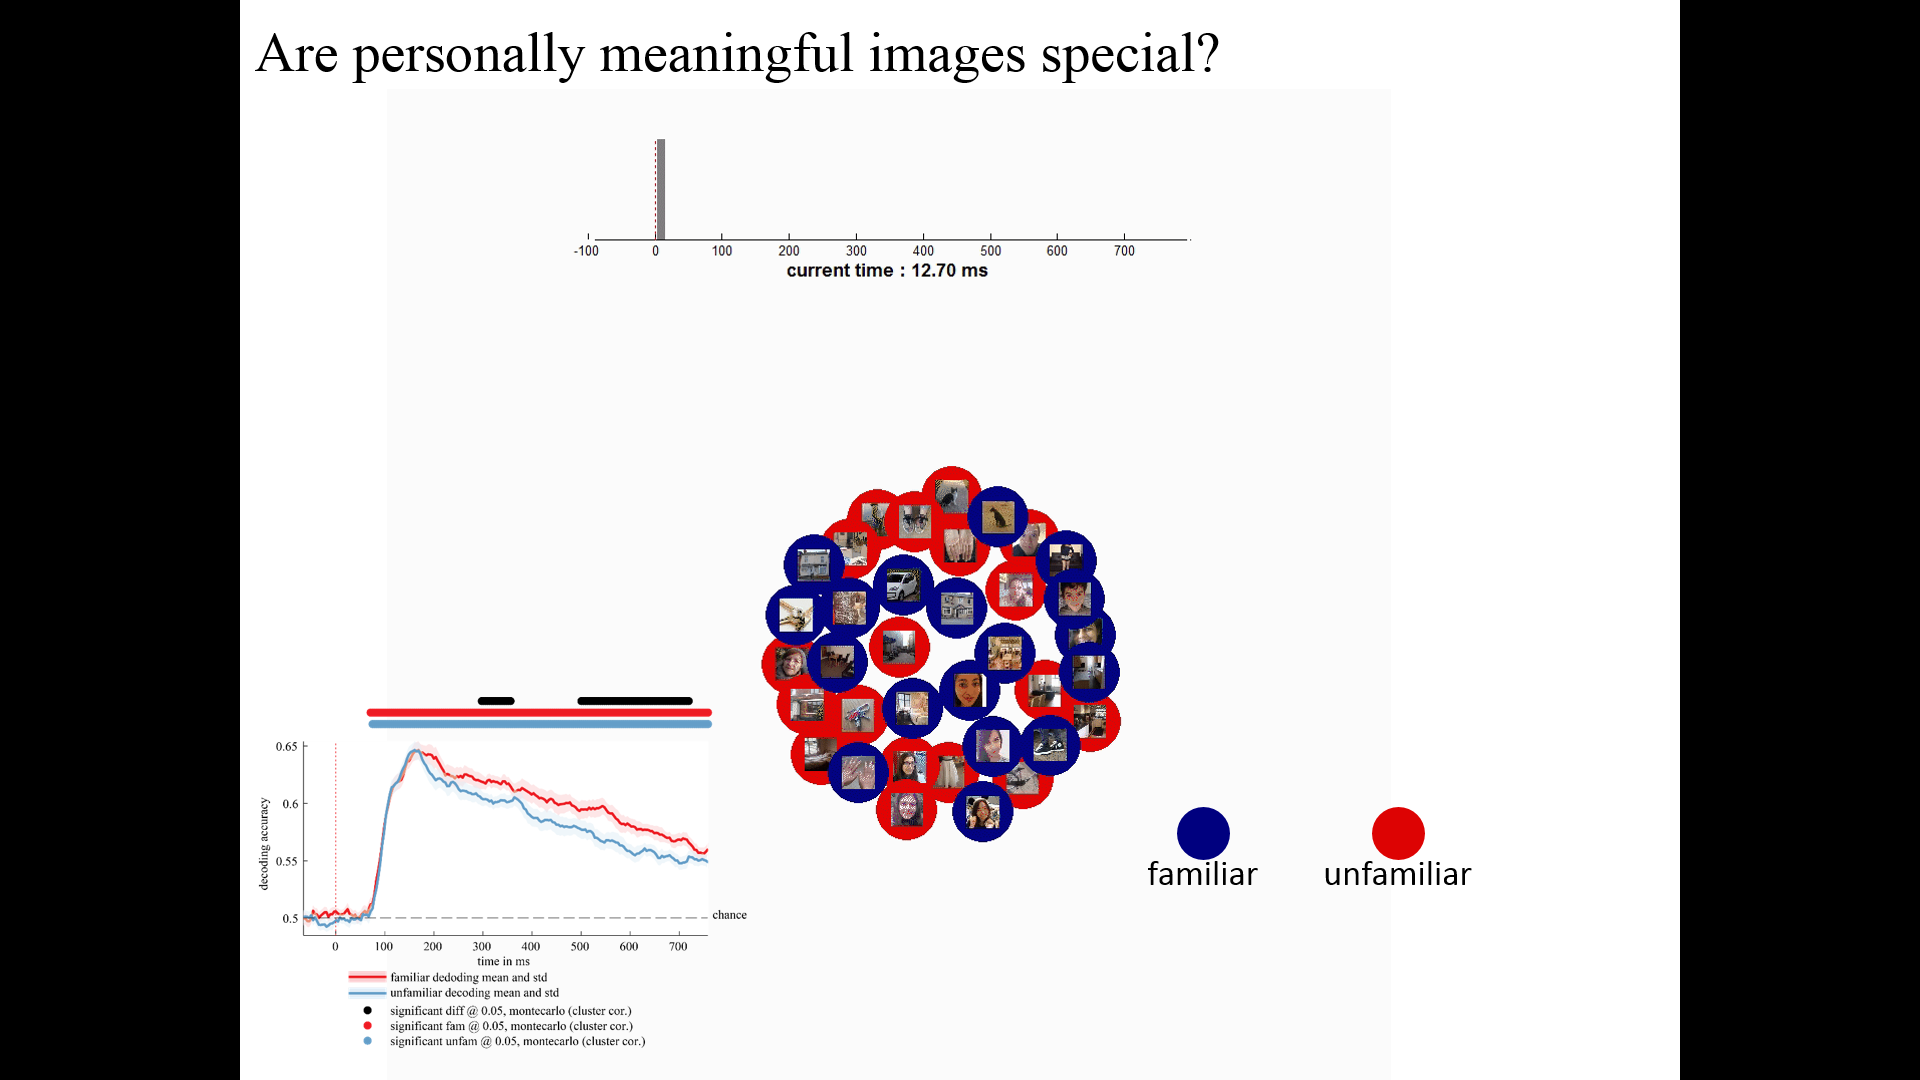 Are personally meaningful images special?
-100 0 100 200 300 400 500 600 700
current time : 12.70 ms
0.65
0.6
0.55
0.5
decoding accuracy
chance
0 100 200 300 400 500 600 700
time in ms
familiar dedoding mean and std
unfamiliar decoding mean and std
significant diff @ 0.05, montecarlo (cluster cor.)
significant fam @ 0.05, montecarlo (cluster cor.)
significant unfam @ 0.05, montecarlo (cluster cor.)
familiar
unfamiliar